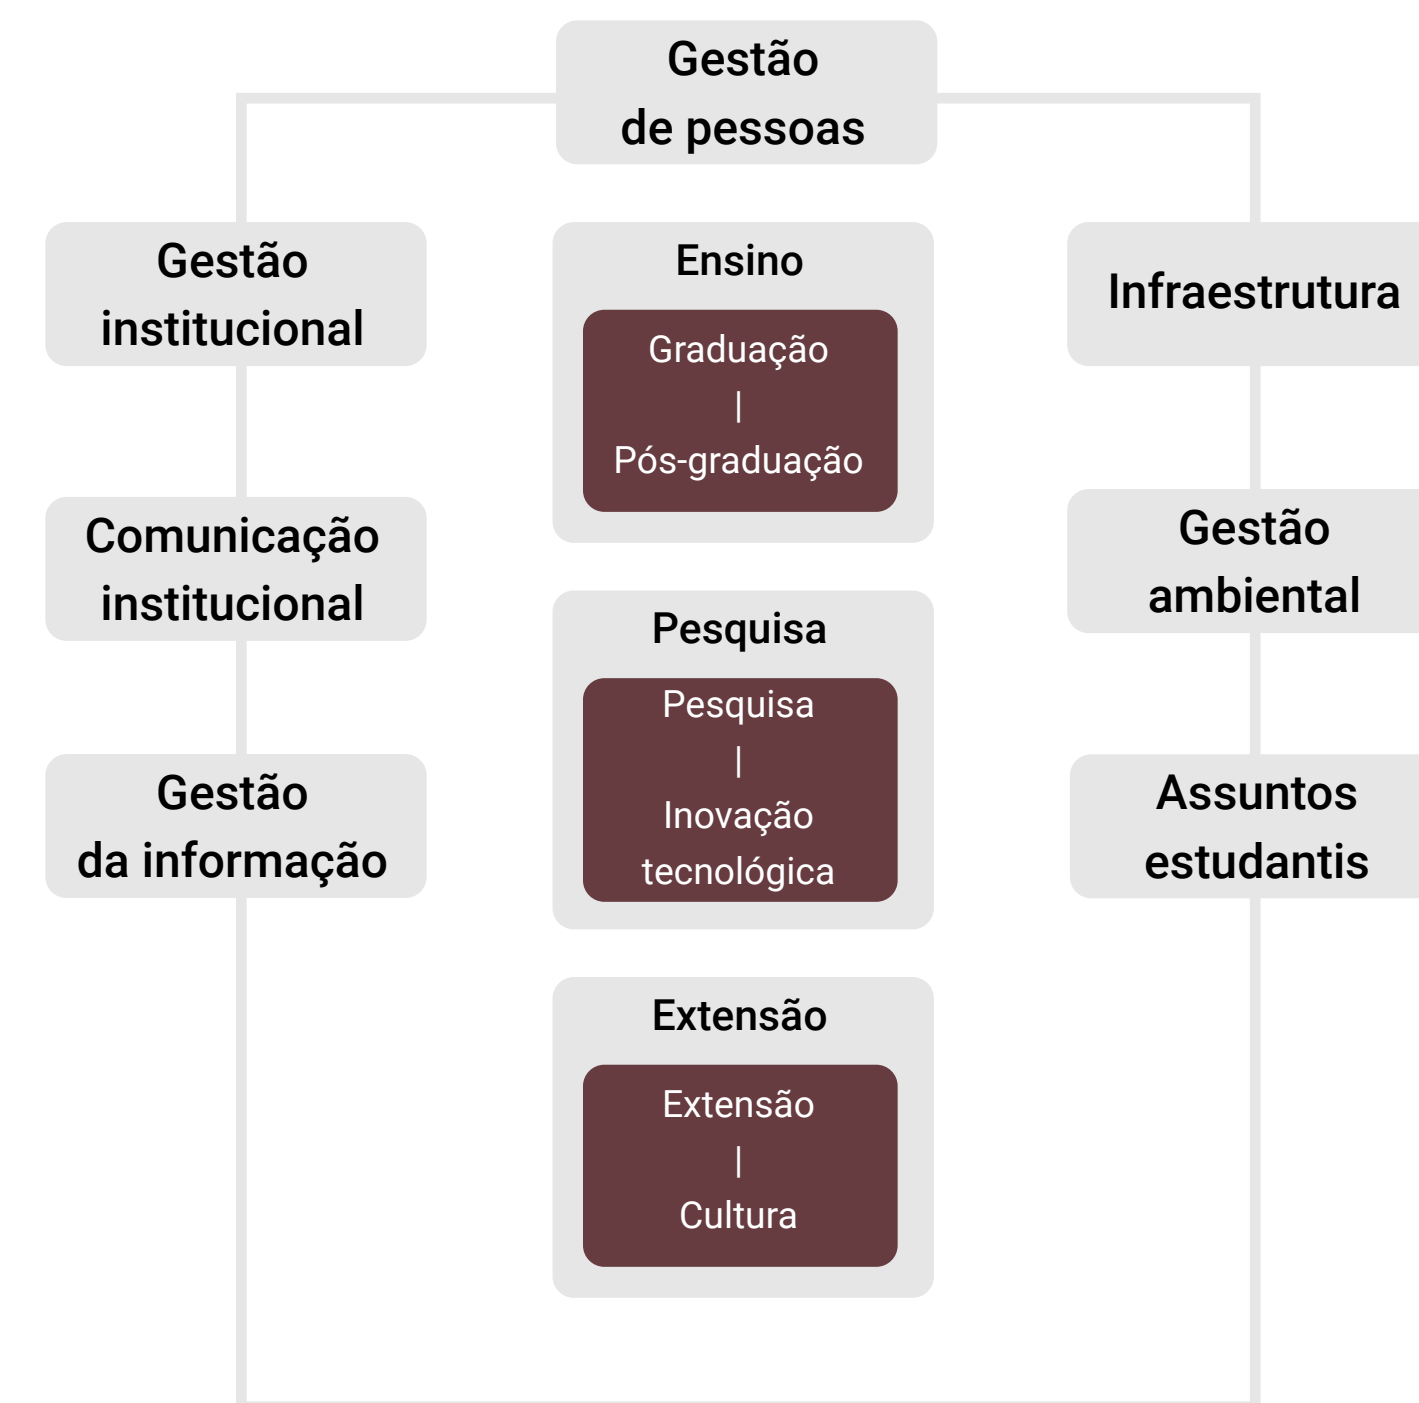 Gestão
de pessoas
Gestão
institucional
Comunicação
institucional
Gestão
da informação
Ensino
Graduação
|
Pós-graduação
Pesquisa
Pesquisa
|
Inovação
tecnológica
Extensão
Extensão
|
Cultura
Infraestrutura
Gestão
ambiental
Assuntos
estudantis